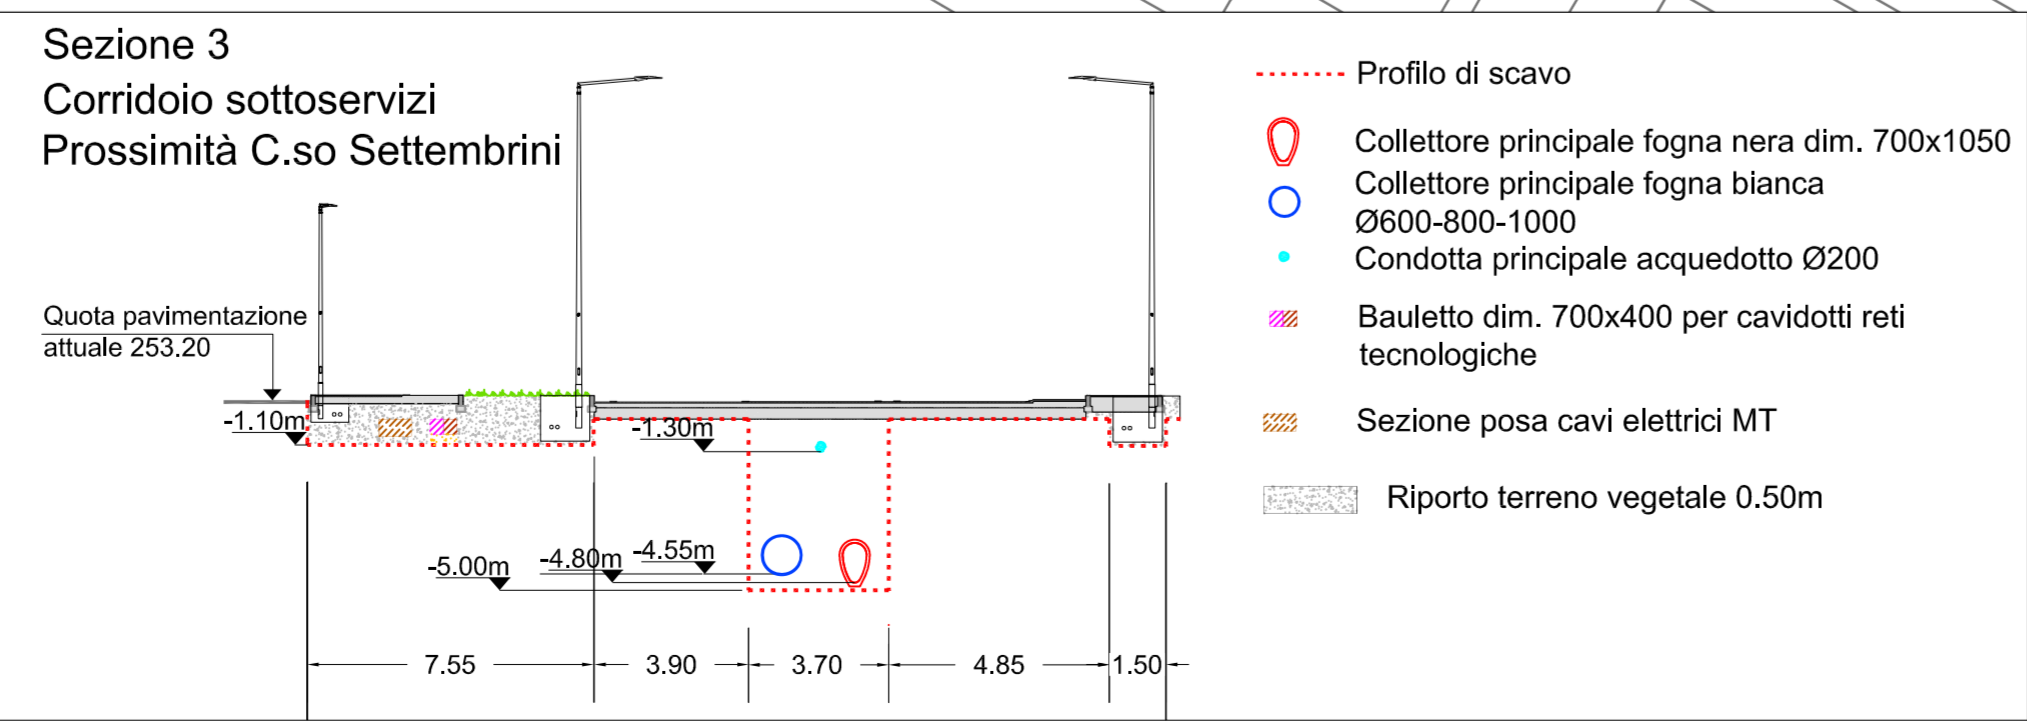 Sezione 3
Corridoio sottoservizi
Prossimità C.so Settembrini
Profilo di scavo
Collettore principale fogna nera dim. 700x1050
Collettore principale fogna bianca
Ø600-800-1000
Condotta principale acquedotto Ø200
Bauletto dim. 700x400 per cavidotti reti
tecnologiche
Sezione posa cavi elettrici MT
Riporto terreno vegetale 0.50m
Quota pavimentazione
attuale 253.20
-1.10m
-1.30m
-5.00m
-4.80m
-4.55m
7.55
3.90
3.70
4.85
1.50